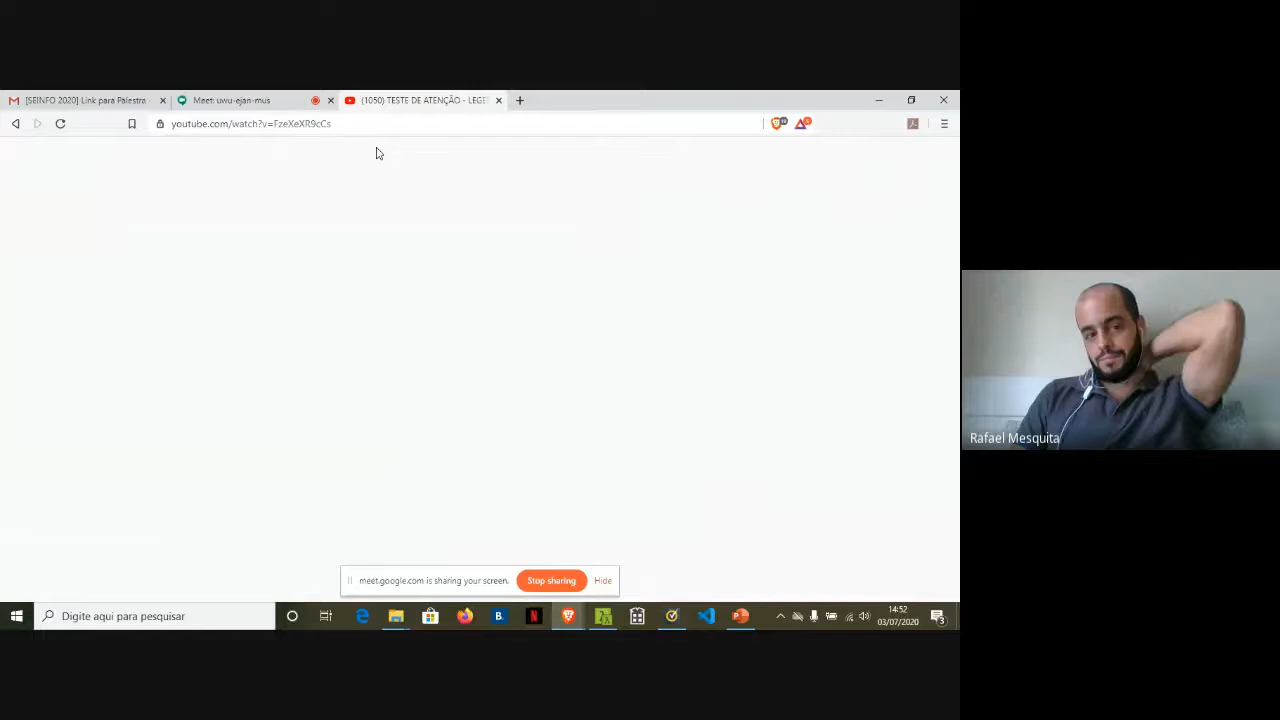 [SEINFO 2020] Link para Palestra -
Meet: uwu-ejan-mus
(1050) TESTE DE ATENÇÃO - LEGE
youtube.com/watch?v=FzeXeXR9cCs
Rafael Mesquita
meet.google.com is sharing your screen.
Stop sharing
Hide
Digite aqui para pesquisar
B.
N
14:52
03/07/2020
3